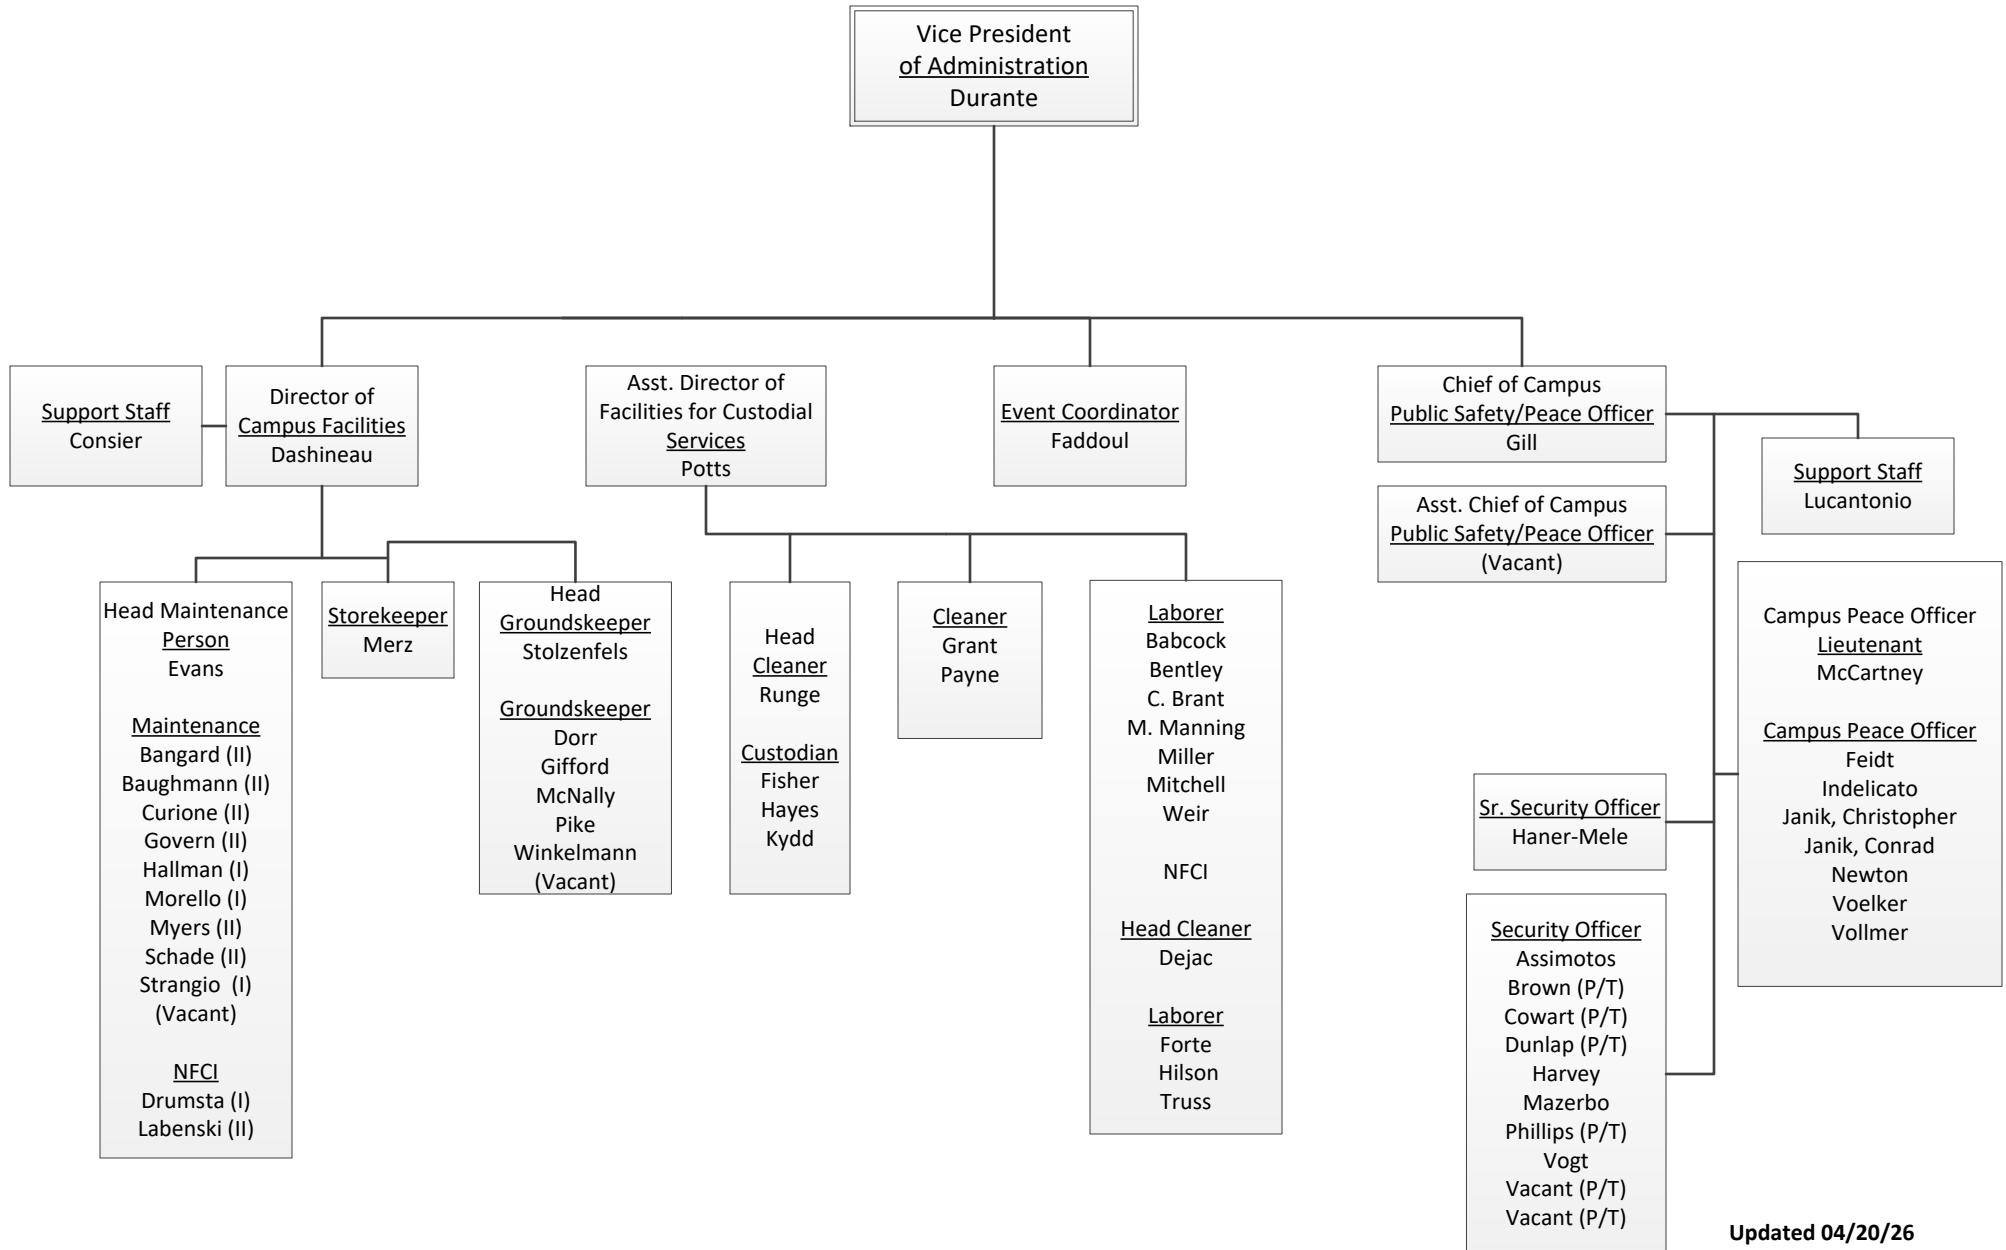 Vice President
of Administration
Durante
Support Staff
Consier
Director of
Campus Facilities
Dashineau
Asst. Director of
Facilities for Custodial
Services
Potts
Event Coordinator
Faddoul
Chief of Campus
Public Safety/Peace Officer
Gill
Support Staff
Lucantonio
Asst. Chief of Campus
Public Safety/Peace Officer
(Vacant)
Head Maintenance
Person
Evans
Maintenance
Bangard (II)
Baughmann (II)
Curione (II)
Govern (II)
Hallman (I)
Morello (I)
Myers (II)
Schade (II)
Strangio  (I)
(Vacant)
NFCI
Drumsta (I)
Labenski (II)
Storekeeper
Merz
Head
Groundskeeper
Stolzenfels
Groundskeeper
Dorr
Gifford
McNally
Pike
Winkelmann
(Vacant)
Head
Cleaner
Runge
Custodian
Fisher
Hayes
Kydd
Cleaner
Grant
Payne
Laborer
Babcock
Bentley
C. Brant
M. Manning
Miller
Mitchell
Weir
NFCI
Head Cleaner
Dejac
Laborer
Forte
Hilson
Truss
Campus Peace Officer
Lieutenant
McCartney
Campus Peace Officer
Feidt
Indelicato
Janik, Christopher
Janik, Conrad
Newton
Voelker
Vollmer
Sr. Security Officer
Haner-Mele
Security Officer
Assimotos
Brown (P/T)
Cowart (P/T)
Dunlap (P/T)
Harvey
Mazerbo
Phillips (P/T)
Vogt
Vacant (P/T)
Vacant (P/T)
Updated 04/20/26